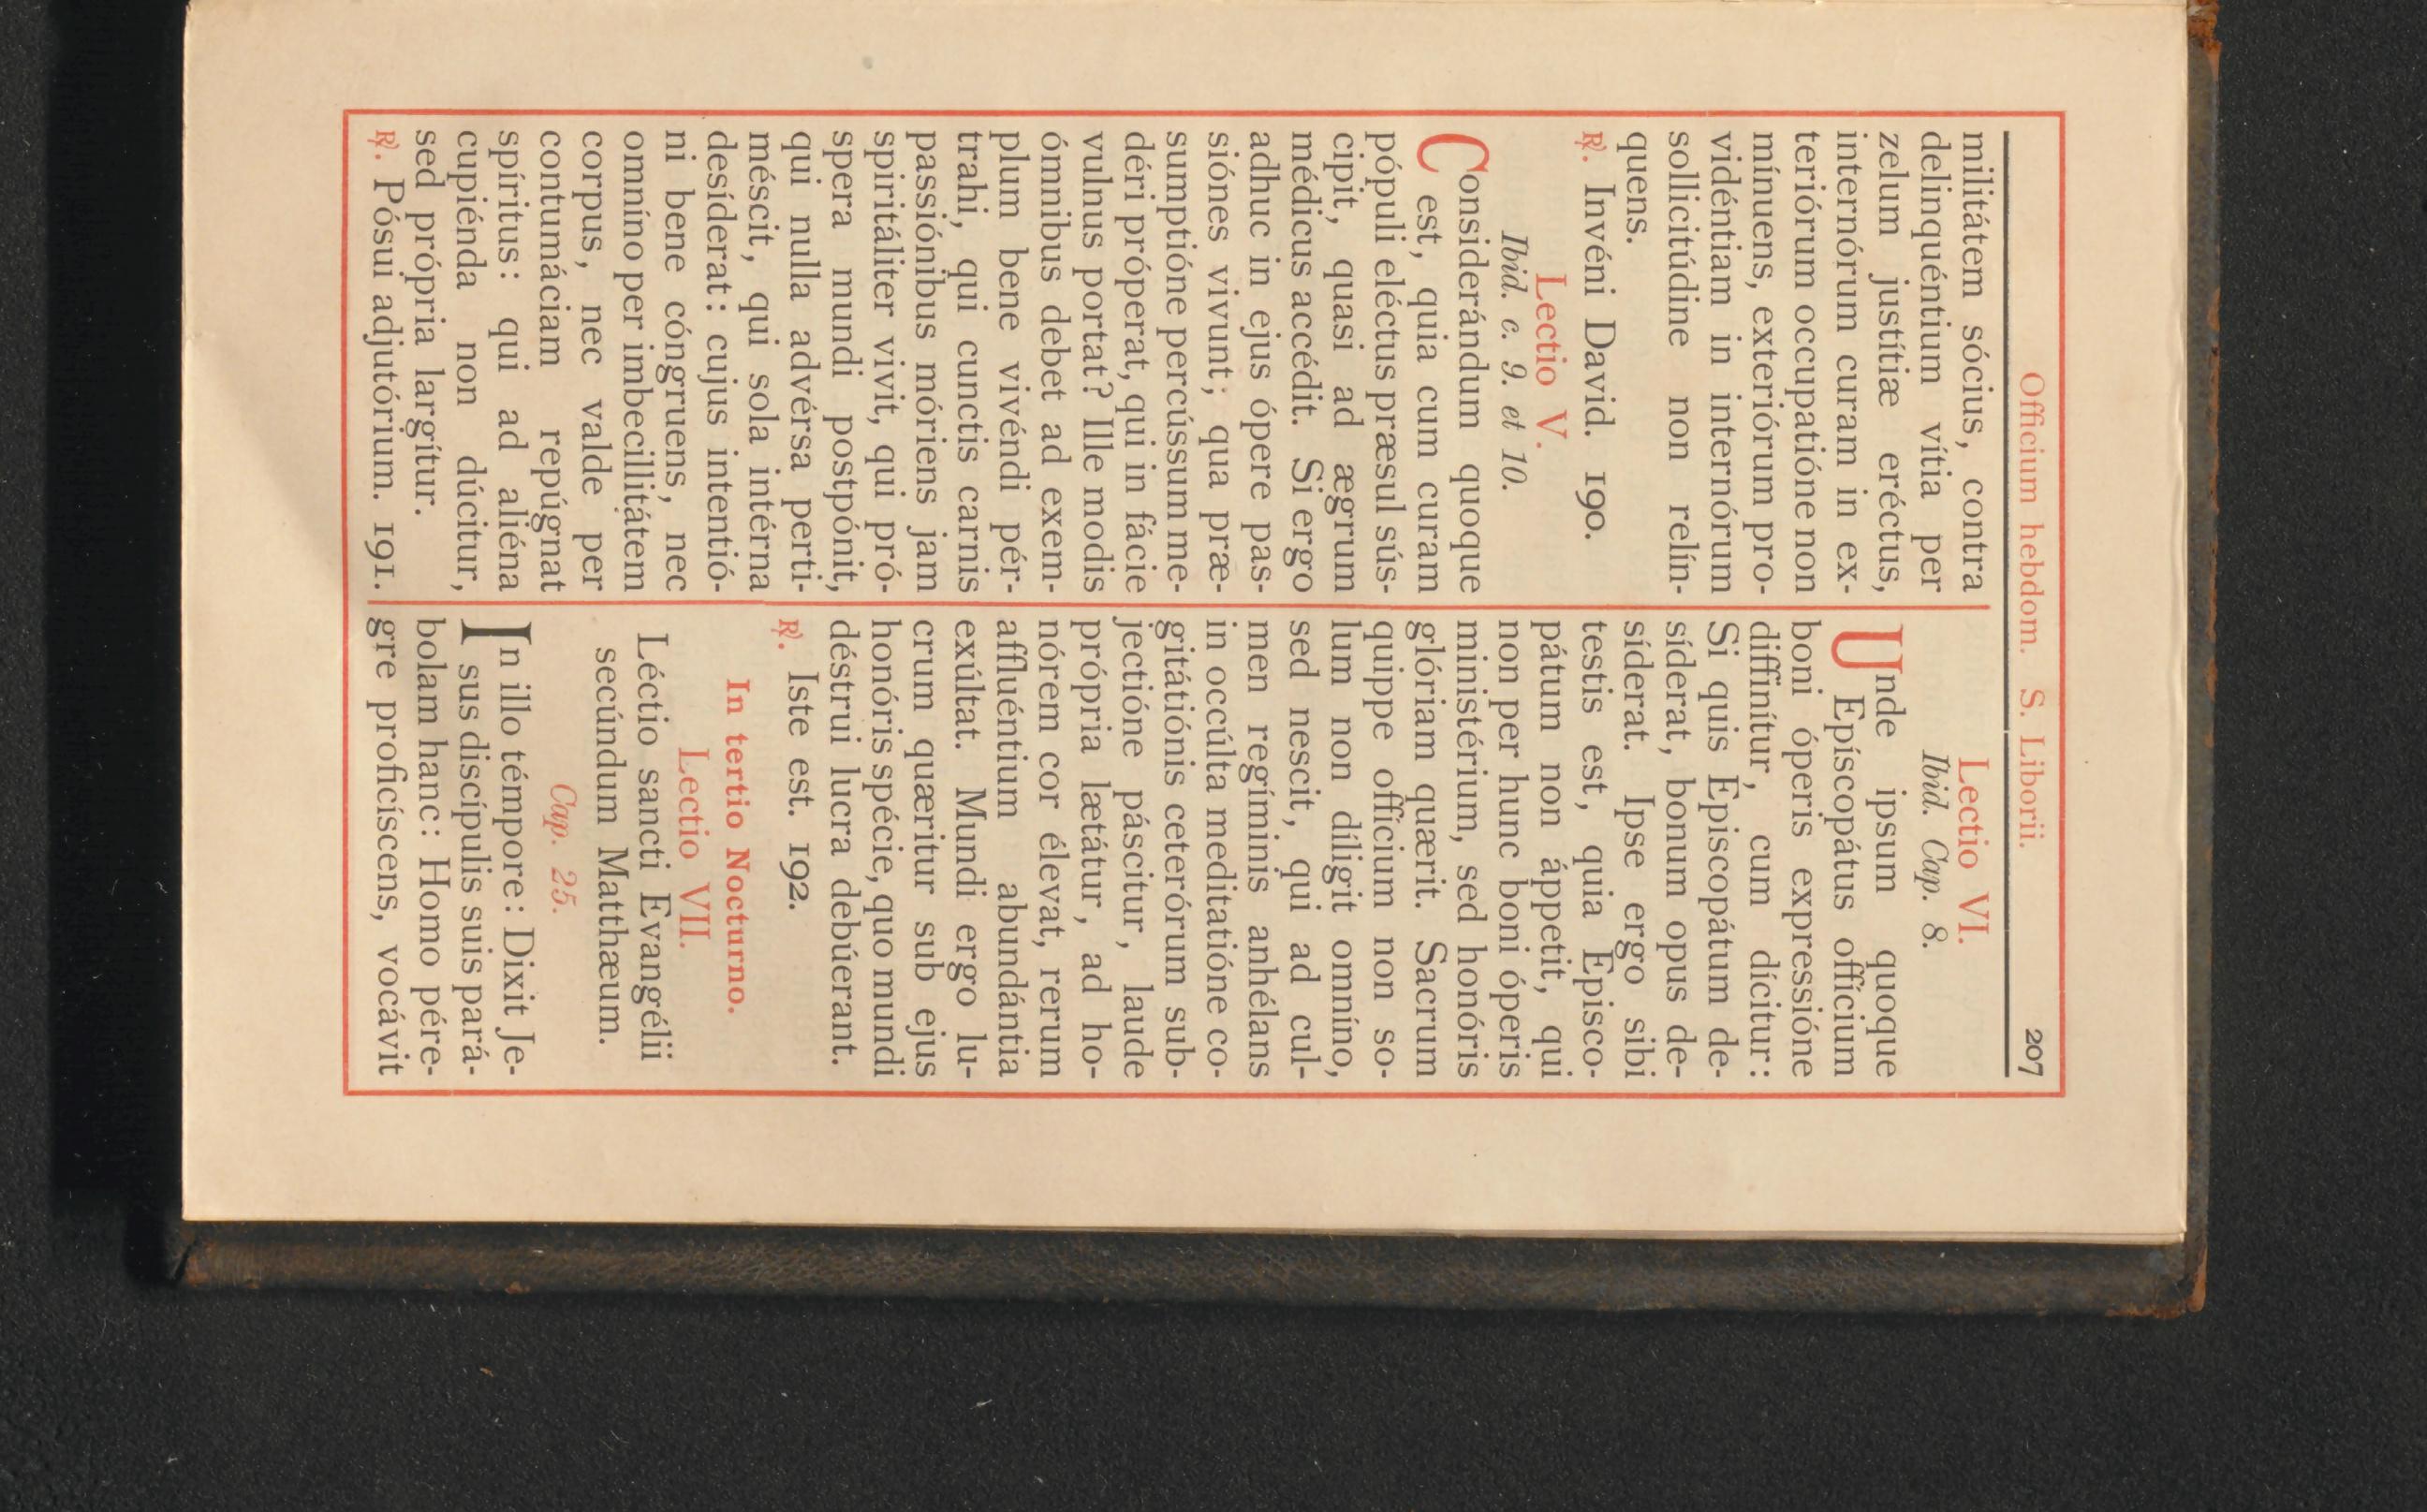 Officium hebdom. S. Liborii. 207
militátem sócius, contra
delinquéntium vítia per
zelum justítiæ eréctus,
internórum curam in ex-
teriórum occupatióne non
mínuens, exteriórum pro-
vidéntiam in internórum
sollicitúdine non relín-
quens.
℟. Invéni David. 190.
Lectio V.
Ibid. c. 9. et 10.
Considerándum quoque
est, quia cum curam
pópuli eléctus præsul sús-
cipit, quasi ad ægrum
médicus accédit. Si ergo
adhuc in ejus ópere pas-
siónes vivunt; qua præ-
sumptióne percússum me-
déri próperat, qui in fácie
vulnus portat? Ille modis
ómnibus debet ad exem-
plum bene vivéndi pér-
trahi, qui cunctis carnis
passiónibus móriens jam
spiritáliter vivit, qui pró-
spera mundi postpónit,
qui nulla advérsa perti-
méscit, qui sola intérna
desíderat: cujus intentió-
ni bene cóngruens, nec
omníno per imbecillitátem
corpus, nec valde per
contumáciam repúgnat
spíritus: qui ad aliéna
cupiénda non dúcitur,
sed própria largítur.
℟. Pósui adjutórium. 191.
Lectio VI.
Ibid. Cap. 8.
Unde ipsum quoque
Epíscopátus offícium
boni óperis expressióne
diffinítur, cum dícitur:
Si quis Episcopátum de-
síderat, bonum opus de-
síderat. Ipse ergo sibi
testis est, quia Episco-
pátum non áppetit, qui
non per hunc boni óperis
ministérium, sed honóris
glóriam quærit. Sacrum
quippe offícium non so-
lum non díligit omníno,
sed nescit, qui ad cul-
men regíminis anhélans
in occúlta meditatióne co-
gitátiónis ceterórum sub-
jectióne páscitur, laude
própria lætátur, ad ho-
nórem cor élevat, rerum
affluéntium abundántia
exúltat. Mundi ergo lu-
crum quæritur sub ejus
honóris spécie, quo mundi
déstrui lucra debúerant.
℟. Iste est. 192.
In tertio Nocturno.
Lectio VII.
Léctio sancti Evangélii
secúndum Matthæum.
Cap. 25.
In illo témpore: Dixit Je-
sus discípulis suis pará-
bolam hanc: Homo pére-
gre proficíscens, vocávit